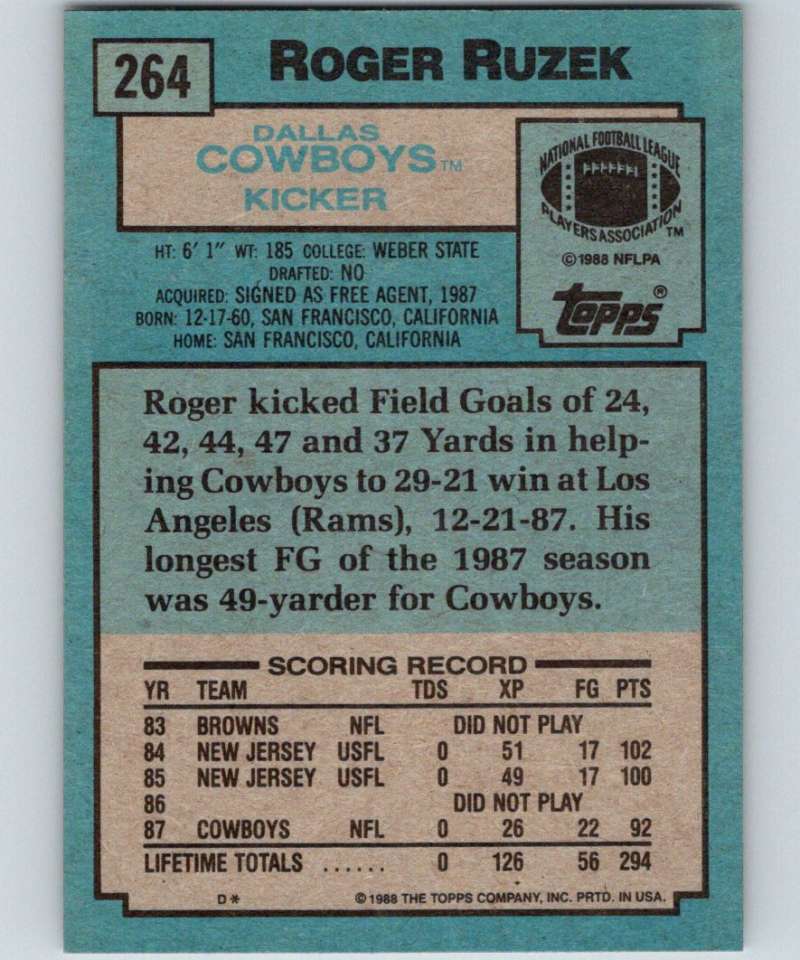 264
ROGER RUZEK
DALLAS
COWBOYS™
KICKER
NATIONAL FOOTBALL LEAGUE
PLAYERS ASSOCIATION™
©1988 NFLPA
Topps®
HT: 6' 1" WT: 185 COLLEGE: WEBER STATE
DRAFTED: NO
ACQUIRED: SIGNED AS FREE AGENT, 1987
BORN: 12-17-60, SAN FRANCISCO, CALIFORNIA
HOME: SAN FRANCISCO, CALIFORNIA
Roger kicked Field Goals of 24,
42, 44, 47 and 37 Yards in help-
ing Cowboys to 29-21 win at Los
Angeles (Rams), 12-21-87. His
longest FG of the 1987 season
was 49-yarder for Cowboys.
SCORING RECORD
YR TEAM TDS XP FG PTS
83 BROWNS NFL DID NOT PLAY
84 NEW JERSEY USFL 0 51 17 102
85 NEW JERSEY USFL 0 49 17 100
86 DID NOT PLAY
87 COWBOYS NFL 0 26 22 92
LIFETIME TOTALS ...... 0 126 56 294
D* ©1988 THE TOPPS COMPANY, INC. PRTD. IN USA.